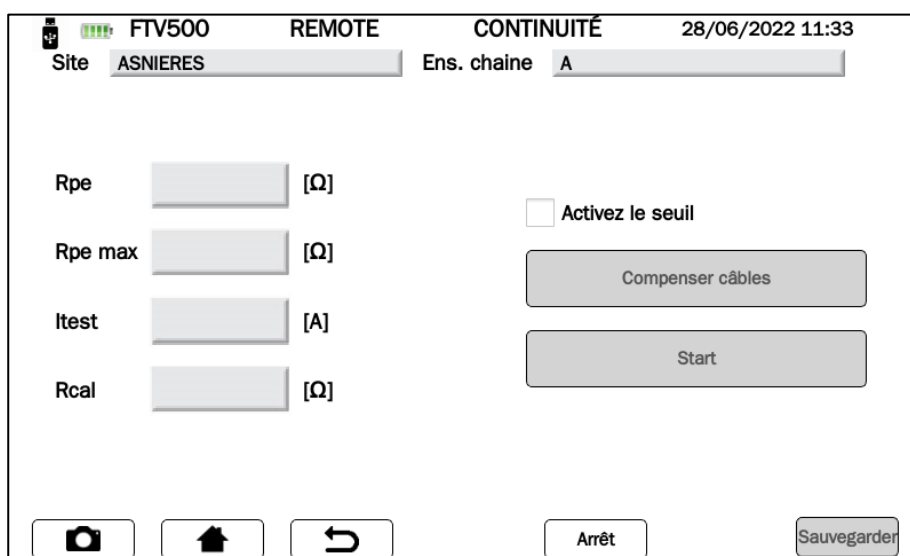 FTV500 REMOTE CONTINUITÉ 28/06/2022 11:33
Site ASNIERES Ens. chaine A
Rpe [Ω]
Activez le seuil
Rpe max [Ω]
Compenser câbles
Itest [A]
Start
Rcal [Ω]
Arrêt Sauvegarder